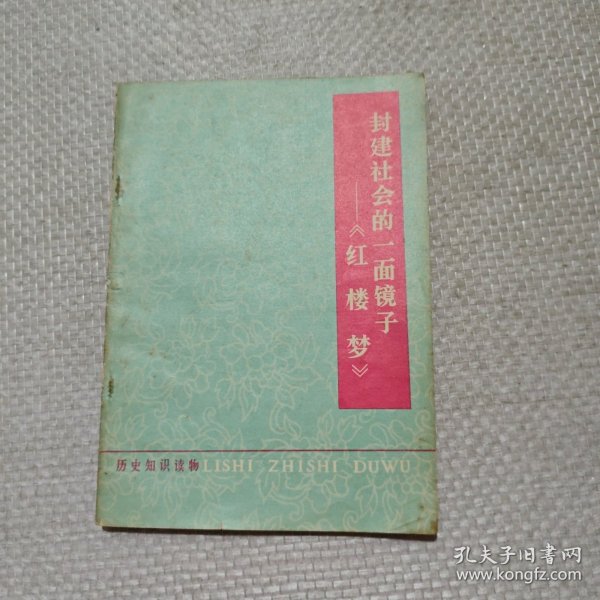 封建社会的一面镜子
——《红楼梦》
历史知识读物 LISHI ZHISHI DUWU
孔夫子旧书网
www.kongfz.com